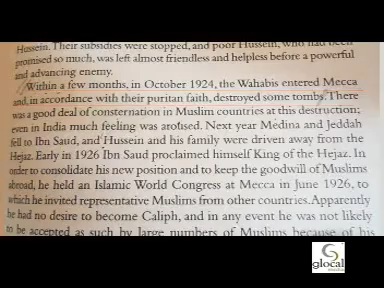 Hussein. Their subsidies were stopped, and poor Hussein, who had been
promised so much, was left almost friendless and helpless before a powerful
and advancing enemy.
Within a few months, in October 1924, the Wahabis entered Mecca
and, in accordance with their puritan faith, destroyed some tombs. There
was a good deal of consternation in Muslim countries at this destruction;
even in India much feeling was aroused. Next year Medina and Jeddah
fell to Ibn Saud, and Hussein and his family were driven away from the
Hejaz. Early in 1926 Ibn Saud proclaimed himself King of the Hejaz. In
order to consolidate his new position and to keep the goodwill of Muslims
abroad, he held an Islamic World Congress at Mecca in June 1926, to
which he invited representative Muslims from other countries. Apparently
he had no desire to become Caliph, and in any event he was not likely
to be accepted as such by large numbers of Muslims because of his
glocal